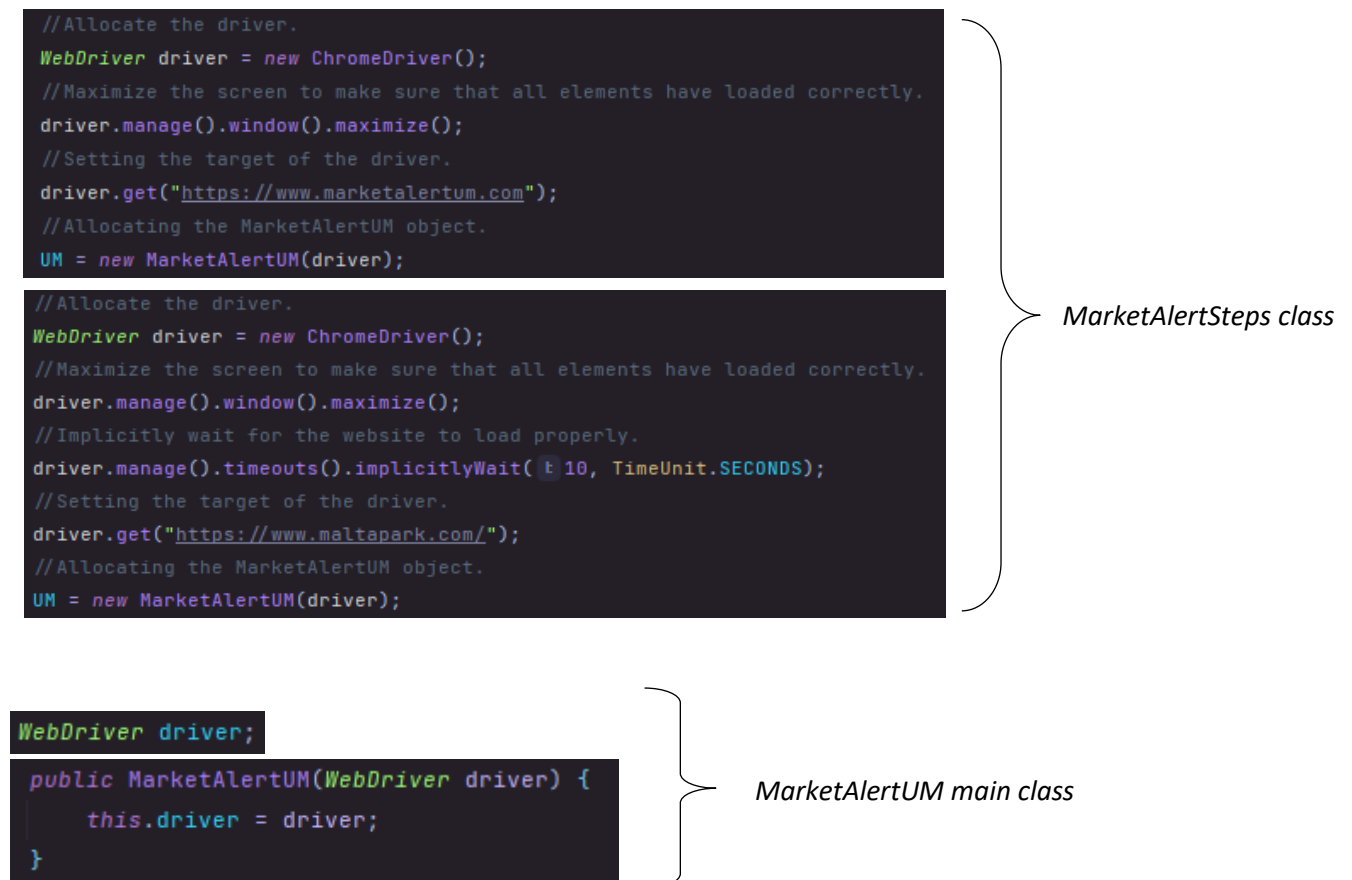 //Allocate the driver.
WebDriver driver = new ChromeDriver();
//Maximize the screen to make sure that all elements have loaded correctly.
driver.manage().window().maximize();
//Setting the target of the driver.
driver.get("https://www.marketalertum.com");
//Allocating the MarketAlertUM object.
UM = new MarketAlertUM(driver);
//Allocate the driver.
WebDriver driver = new ChromeDriver();
//Maximize the screen to make sure that all elements have loaded correctly.
driver.manage().window().maximize();
//Implicitly wait for the website to load properly.
driver.manage().timeouts().implicitlyWait( t: 10, TimeUnit.SECONDS);
//Setting the target of the driver.
driver.get("https://www.maltapark.com/");
//Allocating the MarketAlertUM object.
UM = new MarketAlertUM(driver);
MarketAlertSteps class
WebDriver driver;
public MarketAlertUM(WebDriver driver) {
this.driver = driver;
}
MarketAlertUM main class